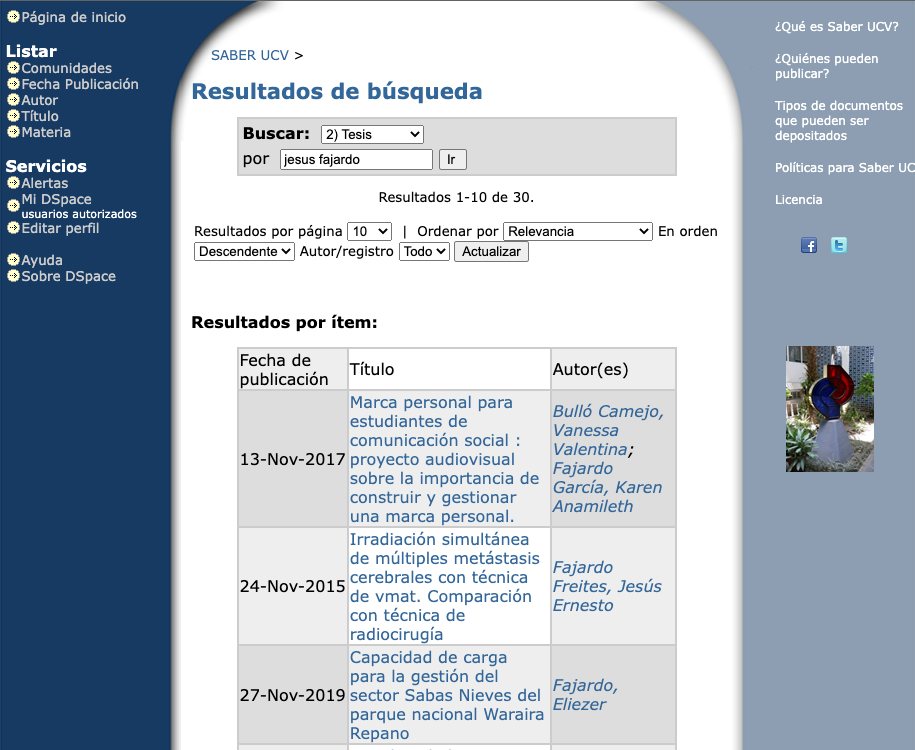 Página de inicio
Listar
Comunidades
Fecha Publicación
Autor
Título
Materia
Servicios
Alertas
Mi DSpace
usuarios autorizados
Editar perfil
Ayuda
Sobre DSpace
SABER UCV >
Resultados de búsqueda
Buscar: 2) Tesis
por jesus fajardo Ir
Resultados 1-10 de 30.
Resultados por página 10 | Ordenar por Relevancia En orden
Descendente Autor/registro Todo Actualizar
Resultados por ítem:
Fecha de
publicación
Título
Autor(es)
13-Nov-2017
Marca personal para
estudiantes de
comunicación social :
proyecto audiovisual
sobre la importancia de
construir y gestionar
una marca personal.
Bulló Camejo,
Vanessa
Valentina;
Fajardo
García, Karen
Anamileth
24-Nov-2015
Irradiación simultánea
de múltiples metástasis
cerebrales con técnica
de vmat. Comparación
con técnica de
radiocirugía
Fajardo
Freites, Jesús
Ernesto
27-Nov-2019
Capacidad de carga
para la gestión del
sector Sabas Nieves del
parque nacional Waraira
Repano
Fajardo,
Eliezer
¿Qué es Saber UCV?
¿Quiénes pueden
publicar?
Tipos de documentos
que pueden ser
depositados
Políticas para Saber UC
Licencia
f
t